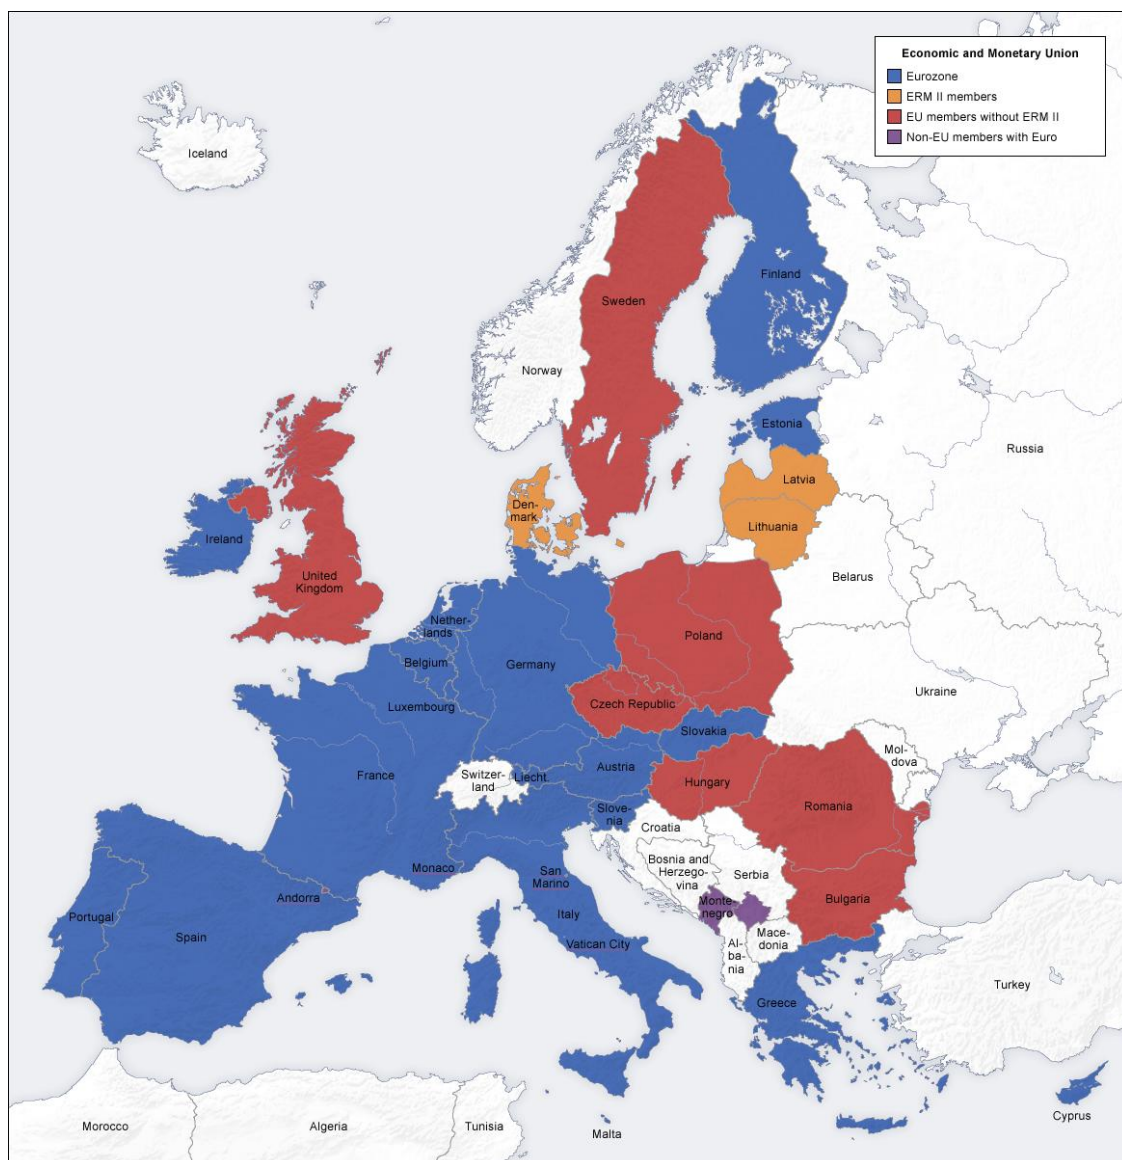 Economic and Monetary Union
Eurozone
ERM II members
EU members without ERM II
Non-EU members with Euro
Iceland
Finland
Sweden
Norway
Estonia
Russia
Latvia
Den-
mark
Lithuania
Ireland
United
Kingdom
Belarus
Nether-
lands
Poland
Belgium
Germany
Ukraine
Czech Republic
Luxembourg
Slovakia
Mol-
dova
France
Switzer-
land
Liecht.
Austria
Hungary
Romania
Slove-
nia
Croatia
Bosnia and
Herzego-
vina
Serbia
Monaco
San
Marino
Andorra
Monte-
negro
Bulgaria
Portugal
Spain
Italy
Vatican City
Mace-
donia
Al-
ba-
nia
Greece
Turkey
Cyprus
Morocco
Algeria
Tunisia
Malta